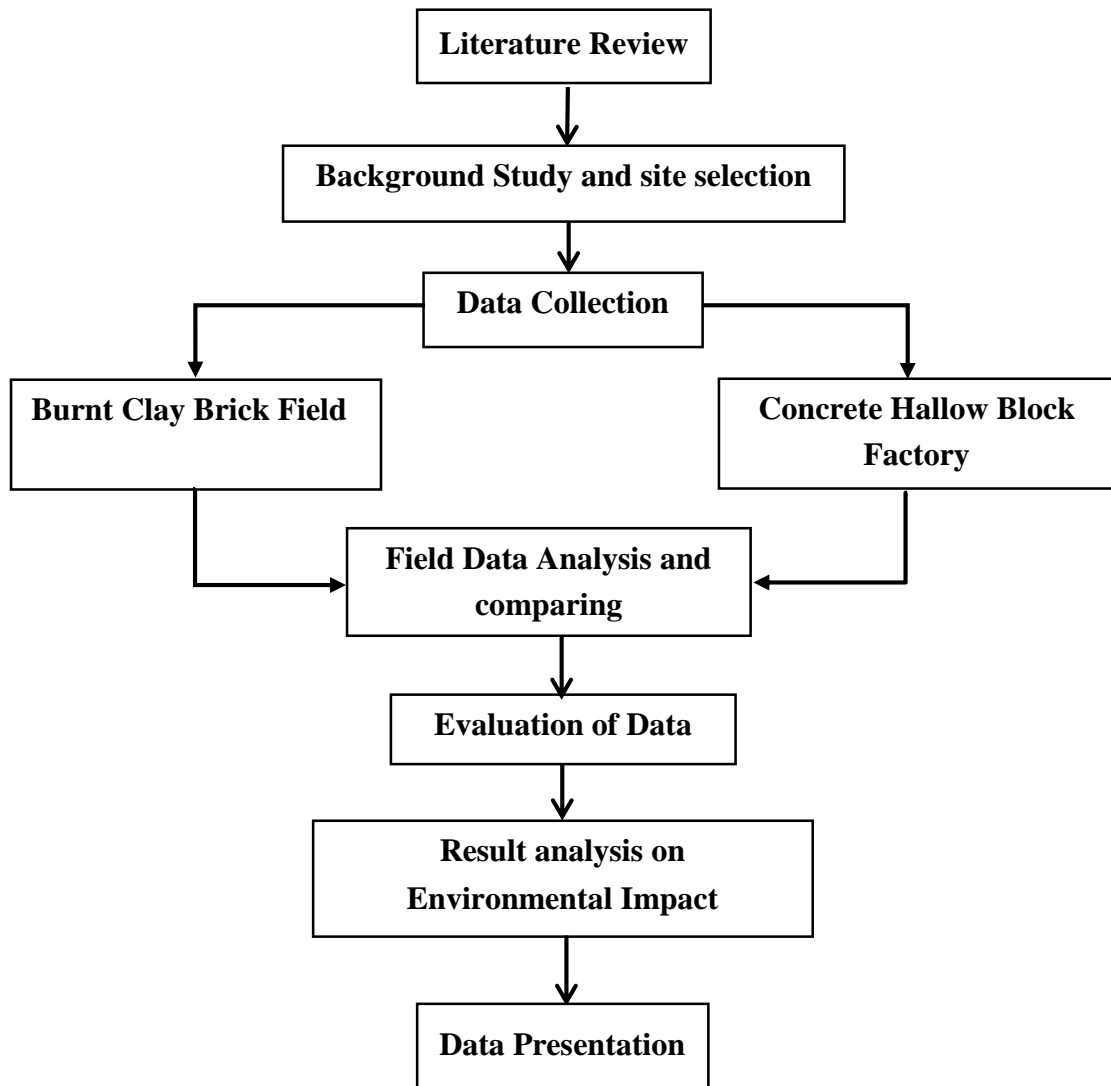 Literature Review
Background Study and site selection
Data Collection
Burnt Clay Brick Field
Concrete Hallow Block
Factory
Field Data Analysis and
comparing
Evaluation of Data
Result analysis on
Environmental Impact
Data Presentation